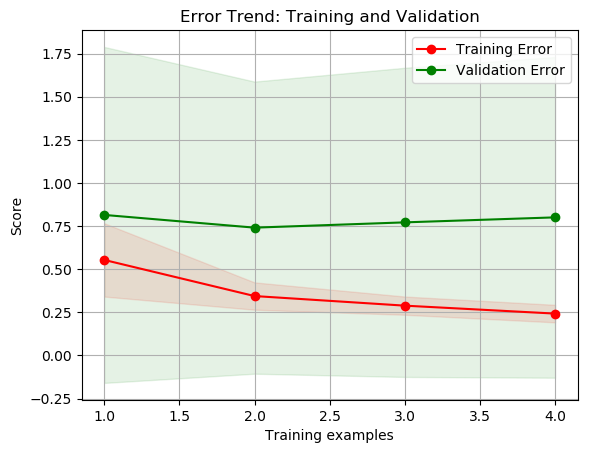 Error Trend: Training and Validation
Training Error
Validation Error
Score
1.75
1.50
1.25
1.00
0.75
0.50
0.25
0.00
−0.25
1.0 1.5 2.0 2.5 3.0 3.5 4.0
Training examples